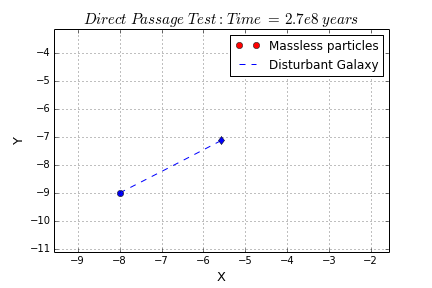 Direct Passage Test: Time = 2.7e8 years
Massless particles
Disturbant Galaxy
Y
−4
−5
−6
−7
−8
−9
−10
−11
−9 −8 −7 −6 −5 −4 −3 −2
X